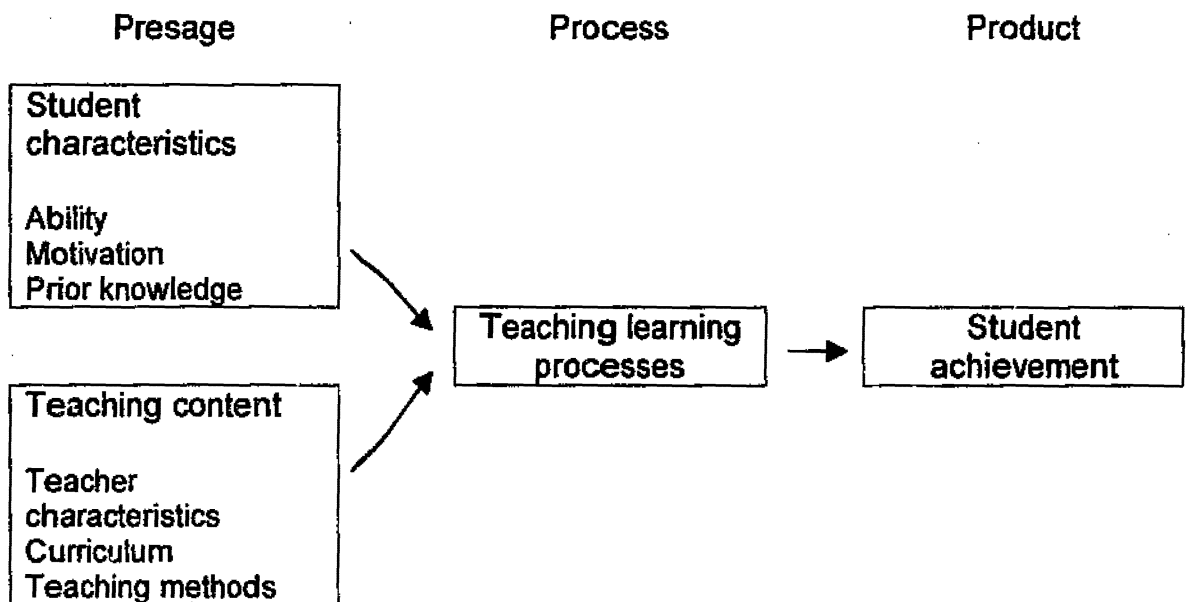 Presage Process Product
Student
characteristics
Ability
Motivation
Prior knowledge
Teaching learning
processes
Student
achievement
Teaching content
Teacher
characteristics
Curriculum
Teaching methods